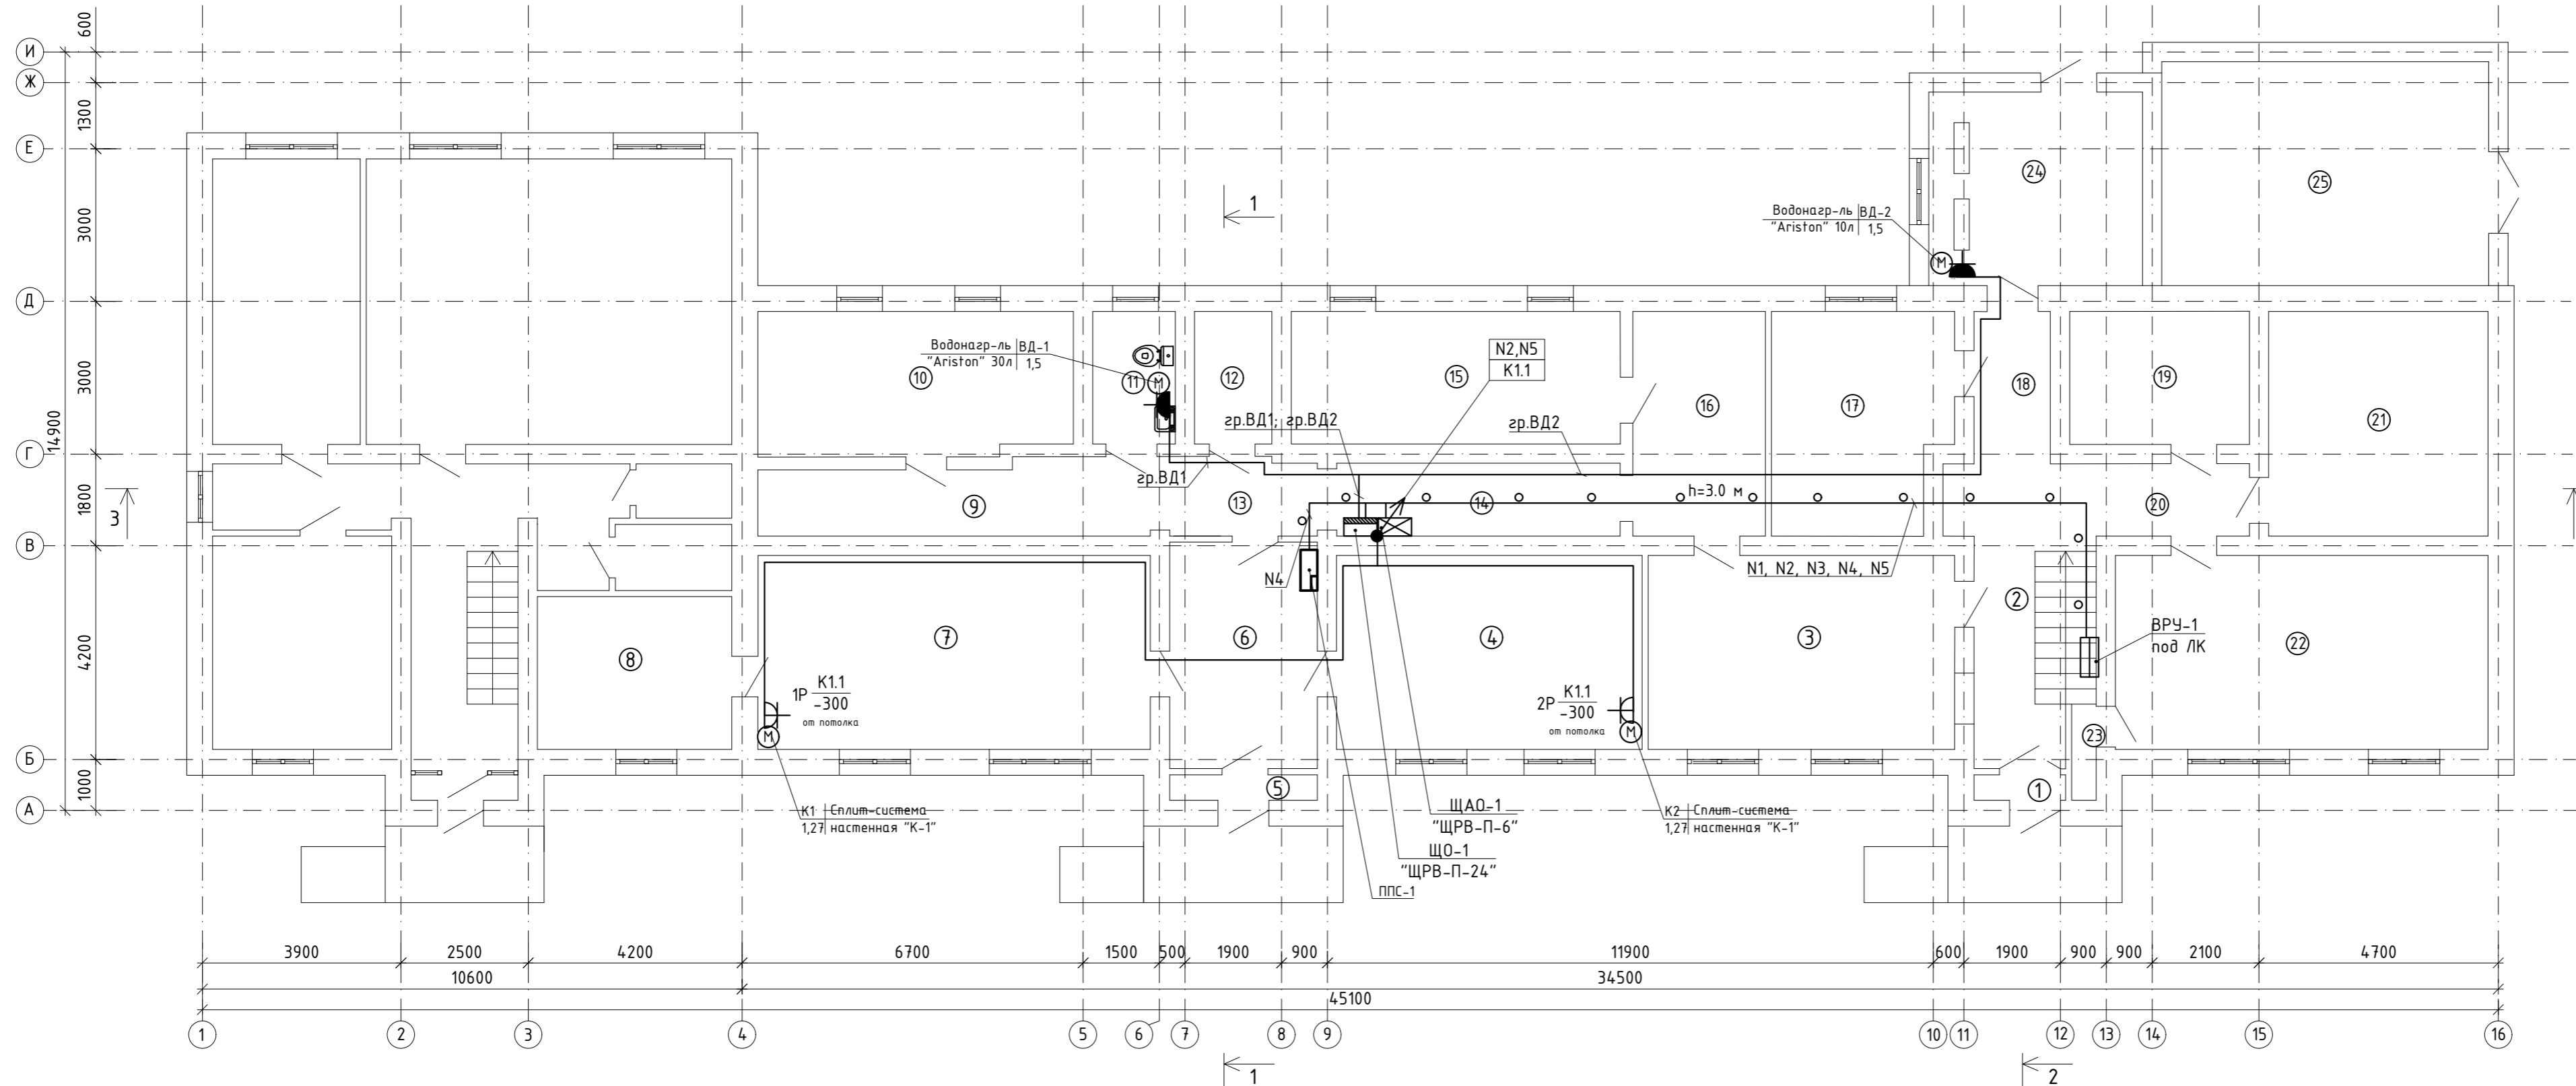 И
Ж
Е
Д
Г
В
Б
А
600
1300
3000
3000
1800
4200
1000
14900
1
3
24
25
Водонагр-ль ВД-2
"Ariston" 10л 1,5
Водонагр-ль ВД-1
"Ariston" 30л 1,5
10
11
М
12
15
16
17
18
19
21
М
N2,N5
К1.1
гр.ВД1; гр.ВД2
гр.ВД2
гр.ВД1
9
13
14
h=3.0 м
20
N4
N1, N2, N3, N4, N5
8
7
6
4
3
2
22
23
ВРУ-1
под ЛК
1Р К1.1
-300
от потолка
М
2Р К1.1
-300
от потолка
М
5
1
К1 Сплит-система
1,27 настенная "К-1"
К2 Сплит-система
1,27 настенная "К-1"
ЩАО-1
"ЩРВ-П-6"
ЩО-1
"ЩРВ-П-24"
ППС-1
3900 2500 4200 6700 1500 500 1900 900 11900 600 1900 900 900 2100 4700
10600 34500
45100
1 2 3 4 5 6 7 8 9 10 11 12 13 14 15 16
1 2